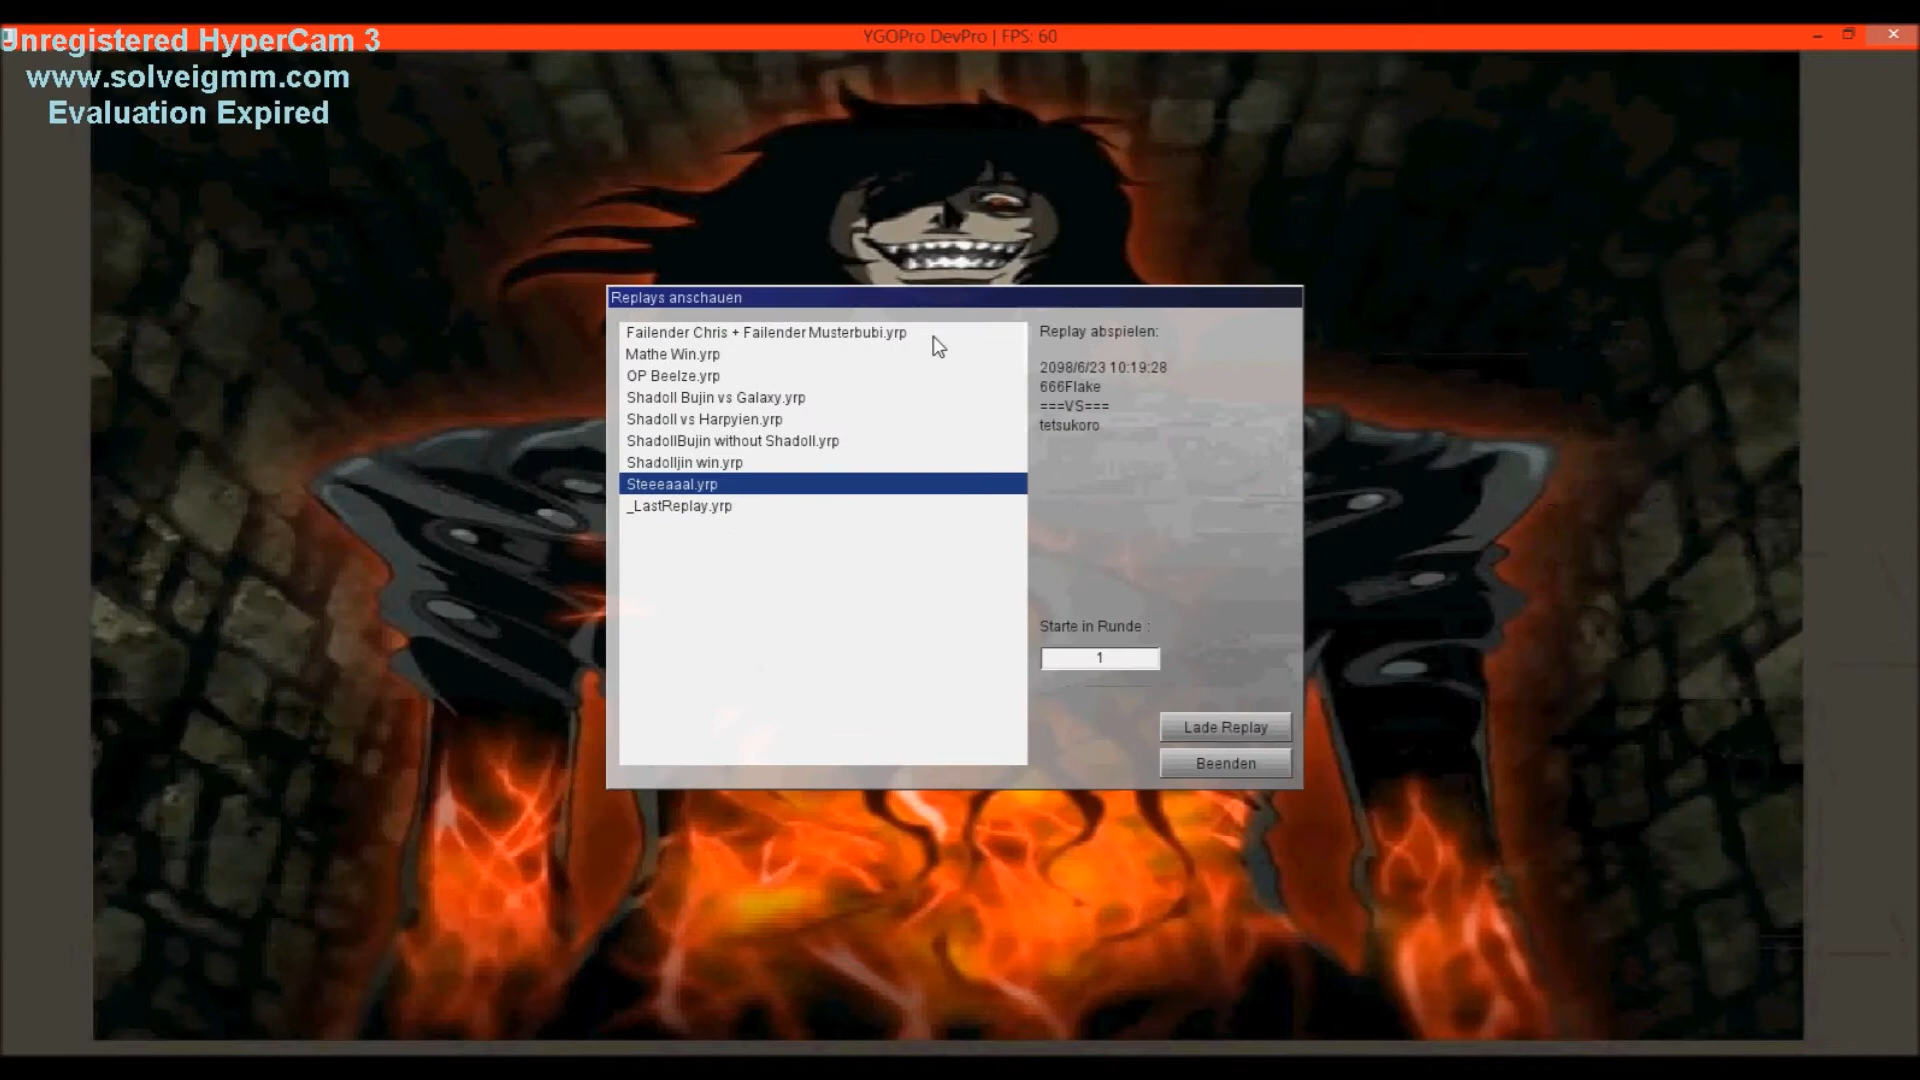 YGOPro DevPro | FPS: 60
Unregistered HyperCam 3
www.solveigmm.com
Evaluation Expired
Replays anschauen
Failender Chris + Failender Musterbubi.yrp
Mathe Win.yrp
OP Beelze.yrp
Shadoll Bujin vs Galaxy.yrp
Shadoll vs Harpyien.yrp
ShadollBujin without Shadoll.yrp
Shadolljin win.yrp
Steeeaaal.yrp
_LastReplay.yrp
Replay abspielen:
2098/6/23 10:19:28
666Flake
===VS===
tetsukoro
Starte in Runde :
1
Lade Replay
Beenden